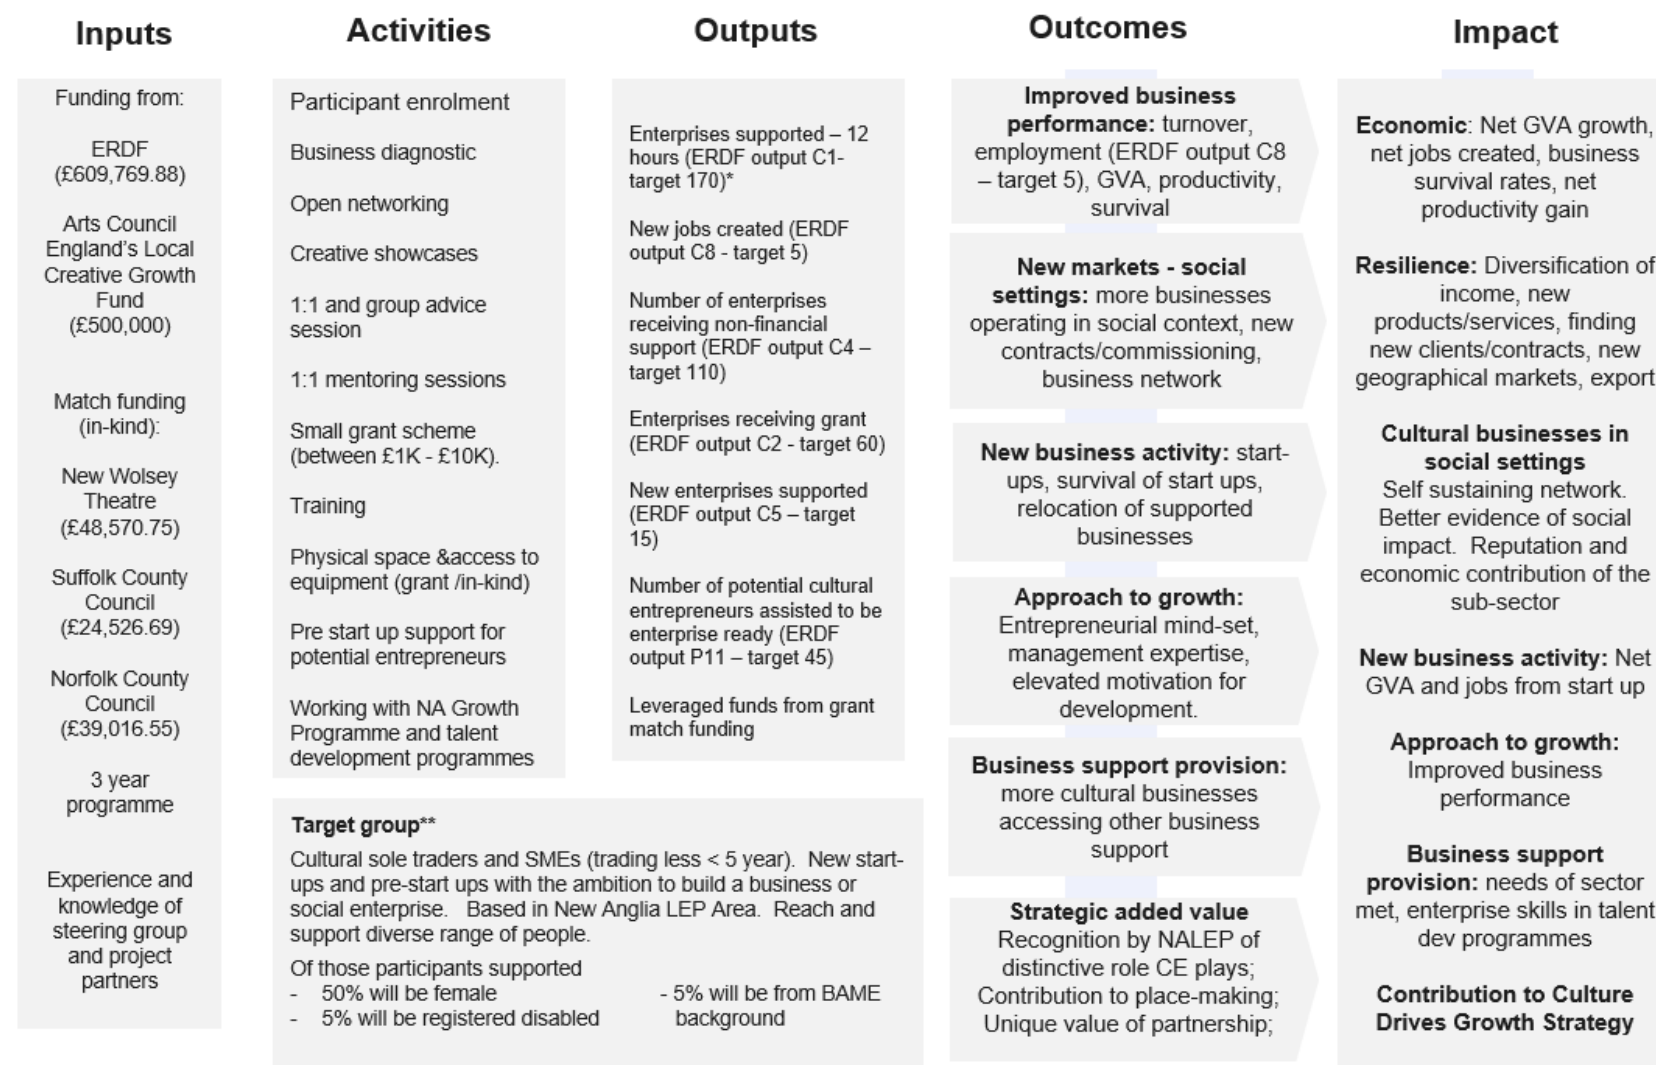 Inputs
Funding from:
ERDF
(£609,769.88)
Arts Council
England's Local
Creative Growth
Fund
(£500,000)
Match funding
(in-kind):
New Wolsey
Theatre
(£48,570.75)
Suffolk County
Council
(£24,526.69)
Norfolk County
Council
(£39,016.55)
3 year
programme
Experience and
knowledge of
steering group
and project
partners
Activities
Participant enrolment
Business diagnostic
Open networking
Creative showcases
1:1 and group advice
session
1:1 mentoring sessions
Small grant scheme
(between £1K - £10K).
Training
Physical space &access to
equipment (grant /in-kind)
Pre start up support for
potential entrepreneurs
Working with NA Growth
Programme and talent
development programmes
Outputs
Enterprises supported – 12
hours (ERDF output C1-
target 170)*
New jobs created (ERDF
output C8 - target 5)
Number of enterprises
receiving non-financial
support (ERDF output C4 –
target 110)
Enterprises receiving grant
(ERDF output C2 - target 60)
New enterprises supported
(ERDF output C5 – target
15)
Number of potential cultural
entrepreneurs assisted to be
enterprise ready (ERDF
output P11 – target 45)
Leveraged funds from grant
match funding
Target group**
Cultural sole traders and SMEs (trading less < 5 year). New start-
ups and pre-start ups with the ambition to build a business or
social enterprise. Based in New Anglia LEP Area. Reach and
support diverse range of people.
Of those participants supported
- 50% will be female
- 5% will be registered disabled
- 5% will be from BAME
background
Outcomes
Improved business
performance: turnover,
employment (ERDF output C8
– target 5), GVA, productivity,
survival
New markets - social
settings: more businesses
operating in social context, new
contracts/commissioning,
business network
New business activity: start-
ups, survival of start ups,
relocation of supported
businesses
Approach to growth:
Entrepreneurial mind-set,
management expertise,
elevated motivation for
development.
Business support provision:
more cultural businesses
accessing other business
support
Strategic added value
Recognition by NALEP of
distinctive role CE plays;
Contribution to place-making;
Unique value of partnership;
Impact
Economic: Net GVA growth,
net jobs created, business
survival rates, net
productivity gain
Resilience: Diversification of
income, new
products/services, finding
new clients/contracts, new
geographical markets, export
Cultural businesses in
social settings
Self sustaining network.
Better evidence of social
impact. Reputation and
economic contribution of the
sub-sector
New business activity: Net
GVA and jobs from start up
Approach to growth:
Improved business
performance
Business support
provision: needs of sector
met, enterprise skills in talent
dev programmes
Contribution to Culture
Drives Growth Strategy